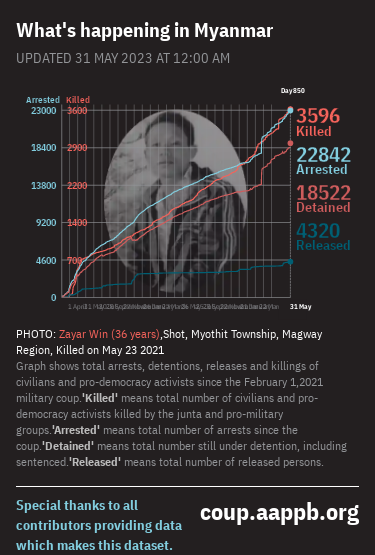 What's happening in Myanmar
UPDATED 31 MAY 2023 AT 12:00 AM
Day850
Arrested Killed
23000 3600
3596
Killed
18400 2900
22842
Arrested
13800 2200
18522
Detained
9200 1400
4320
Released
4600 700
0
1 April
31 May
PHOTO: Zayar Win (36 years),Shot, Myothit Township, Magway
Region, Killed on May 23 2021
Graph shows total arrests, detentions, releases and killings of
civilians and pro-democracy activists since the February 1,2021
military coup.'Killed' means total number of civilians and pro-
democracy activists killed by the junta and pro-military
groups.'Arrested' means total number of arrests since the
coup.'Detained' means total number still under detention, including
sentenced.'Released' means total number of released persons.
Special thanks to all
contributors providing data
which makes this dataset.
coup.aappb.org